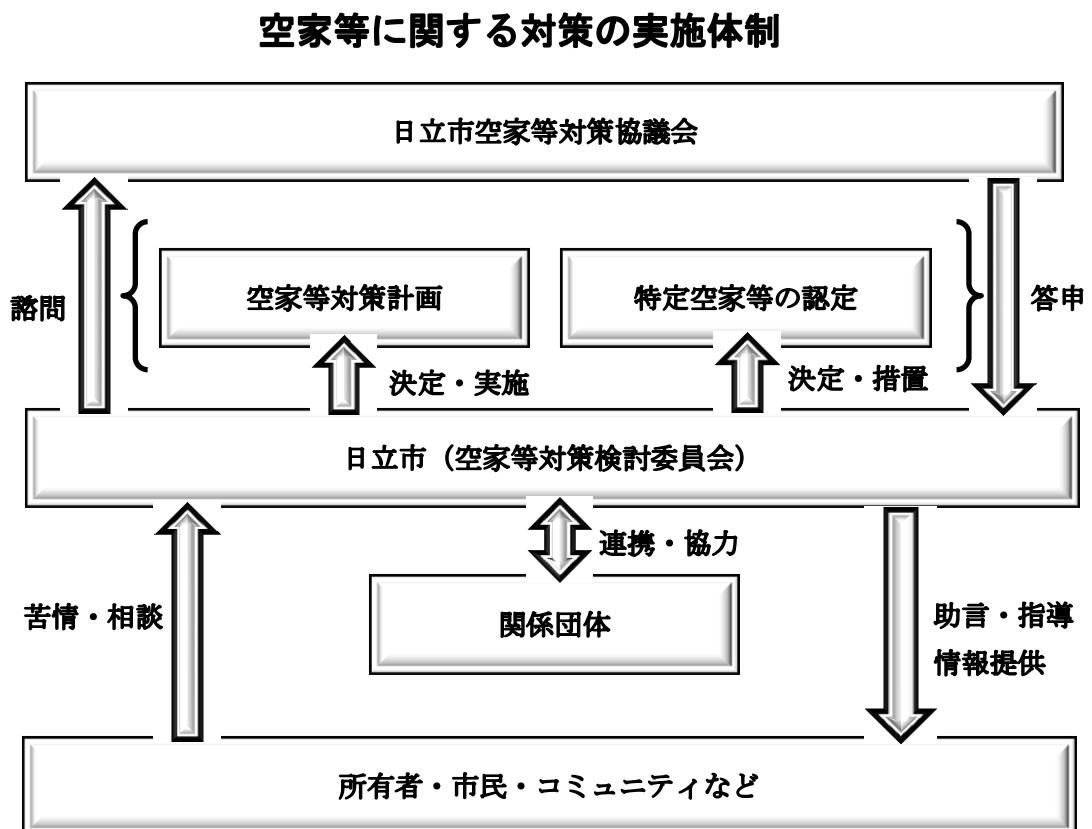 空家等に関する対策の実施体制
日立市空家等対策協議会
諮問
空家等対策計画
特定空家等の認定
答申
決定・実施
決定・措置
日立市（空家等対策検討委員会）
連携・協力
苦情・相談
関係団体
助言・指導
情報提供
所有者・市民・コミュニティなど